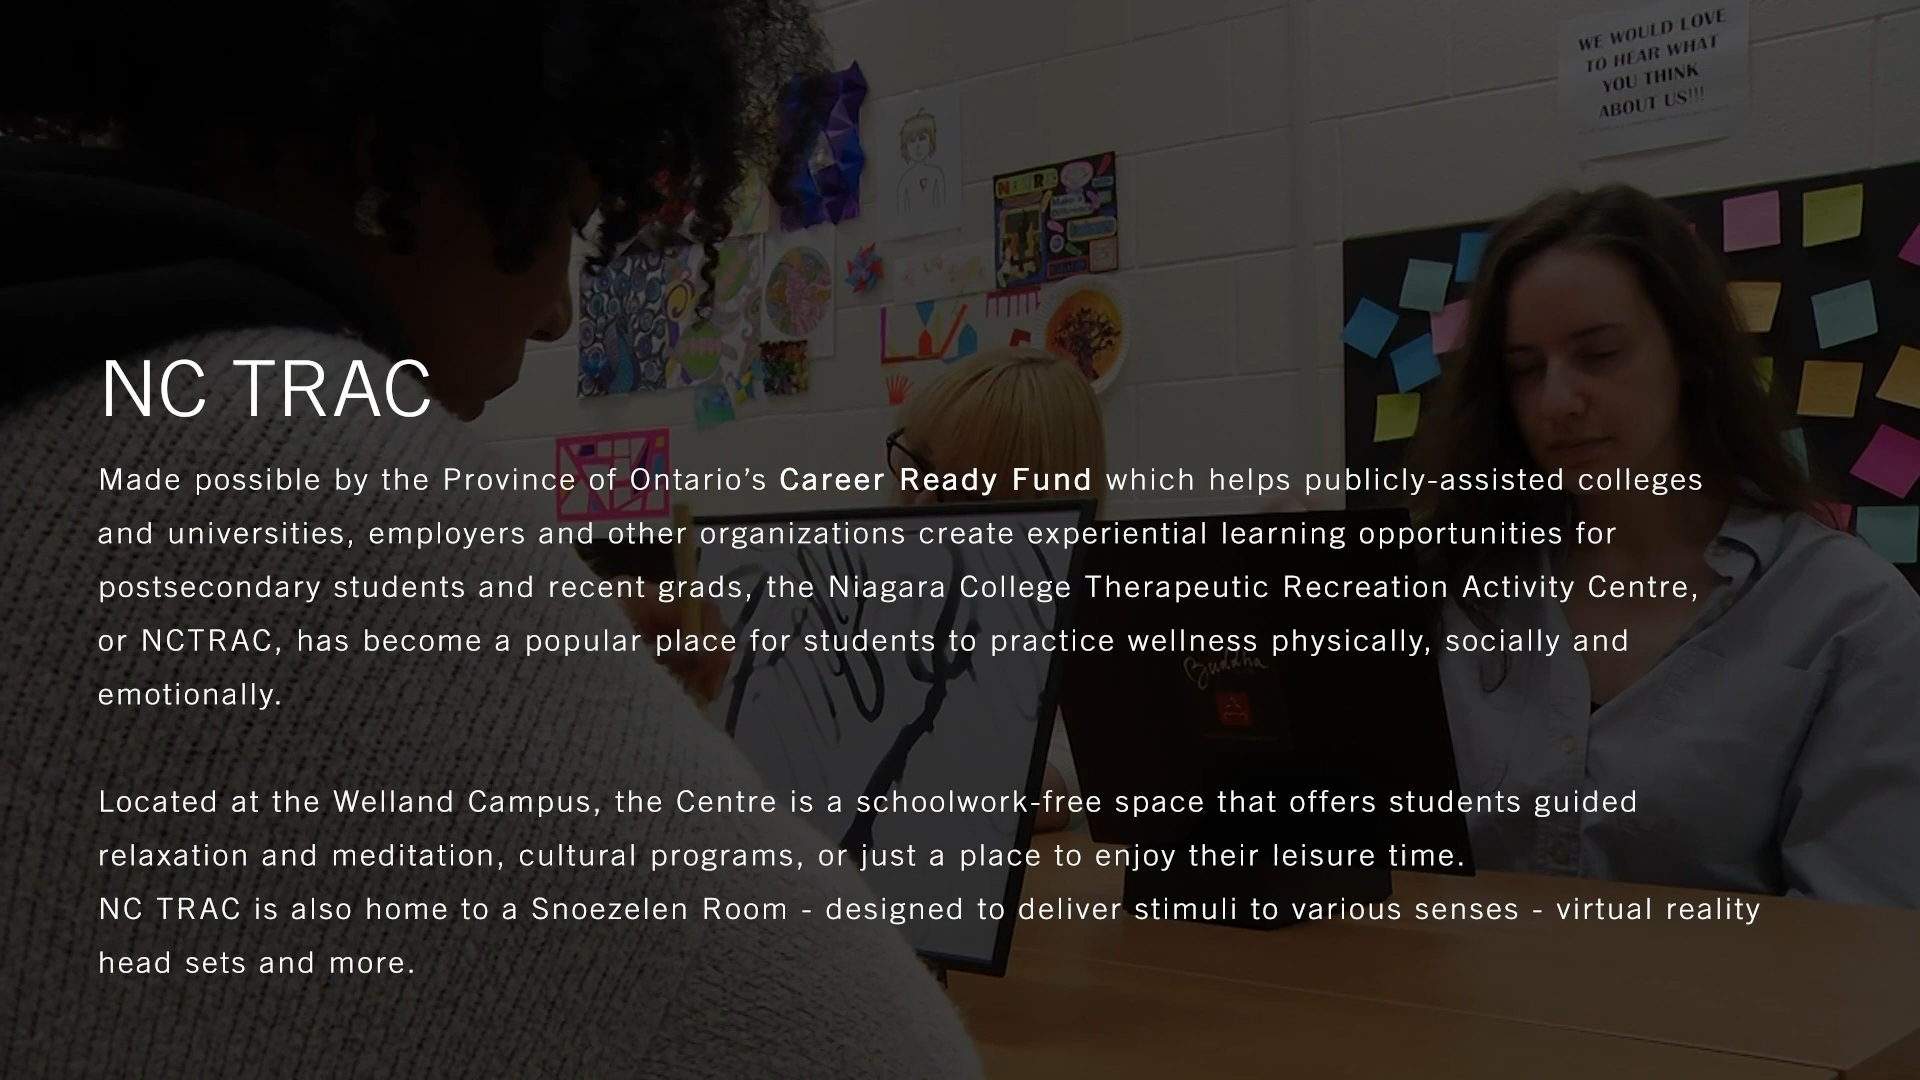 WE WOULD LOVE
TO HEAR WHAT
YOU THINK
ABOUT US!!!
NC TRAC
Made possible by the Province of Ontario’s Career Ready Fund which helps publicly-assisted colleges
and universities, employers and other organizations create experiential learning opportunities for
postsecondary students and recent grads, the Niagara College Therapeutic Recreation Activity Centre,
or NCTRAC, has become a popular place for students to practice wellness physically, socially and
emotionally.
Buddha
Located at the Welland Campus, the Centre is a schoolwork-free space that offers students guided
relaxation and meditation, cultural programs, or just a place to enjoy their leisure time.
NC TRAC is also home to a Snoezelen Room - designed to deliver stimuli to various senses - virtual reality
head sets and more.